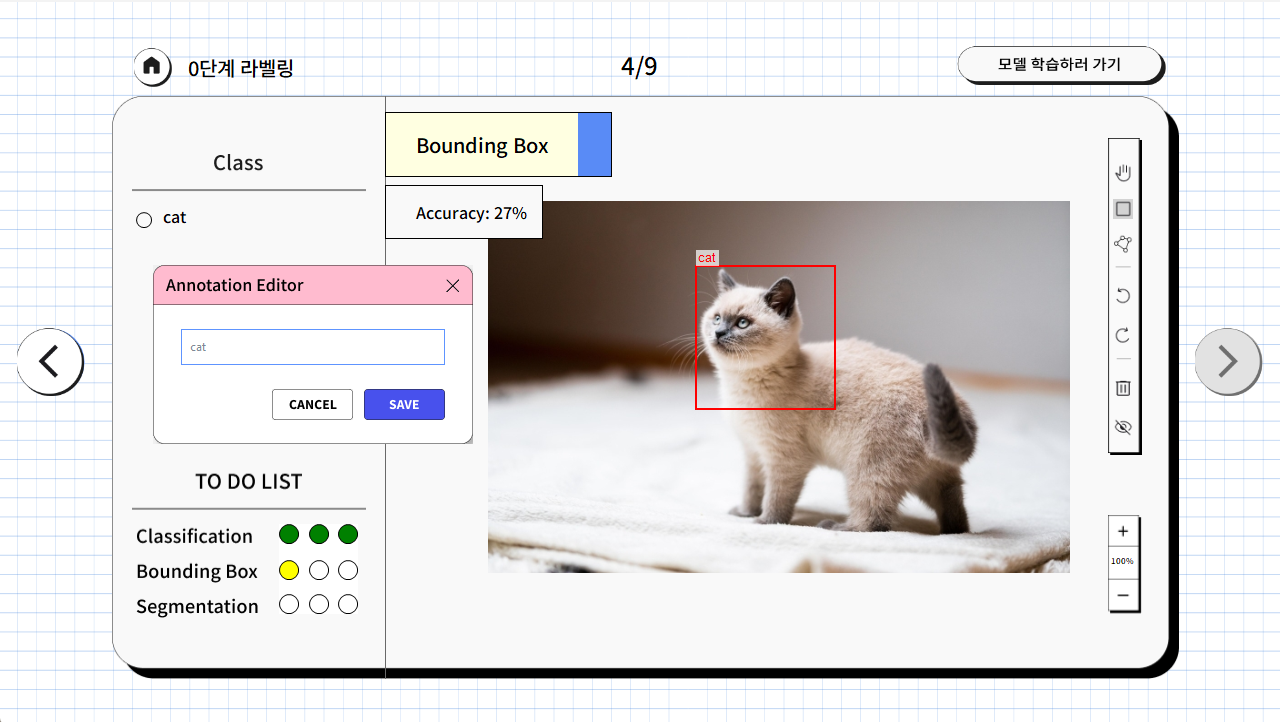 0단계 라벨링
4/9
모델 학습하러 가기
Class
cat
Bounding Box
Accuracy: 27%
cat
Annotation Editor
cat
CANCEL
SAVE
TO DO LIST
Classification
Bounding Box
Segmentation
+
100%
−